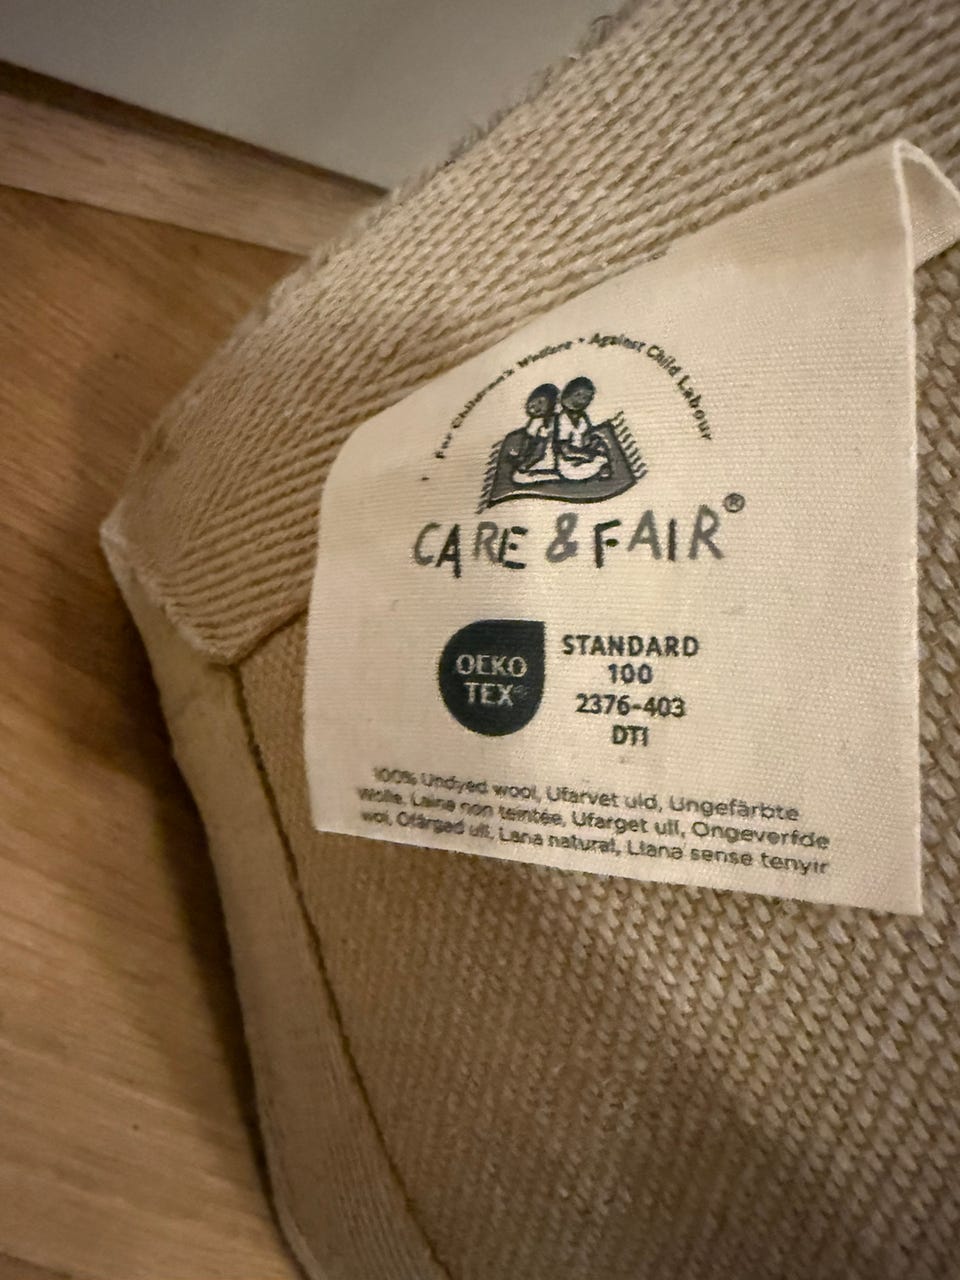 For Children's Welfare • Against Child Labour
CARE & FAIR®
OEKO
TEX®
STANDARD
100
2376-403
DTI
100% Undyed wool, Ufarvet uld, Ungefärbte
Wolle, Laine non teintée, Ufarget ull, Ongeverfde
wol, Ofärgad ull, Lana natural, Llana sense tenyir